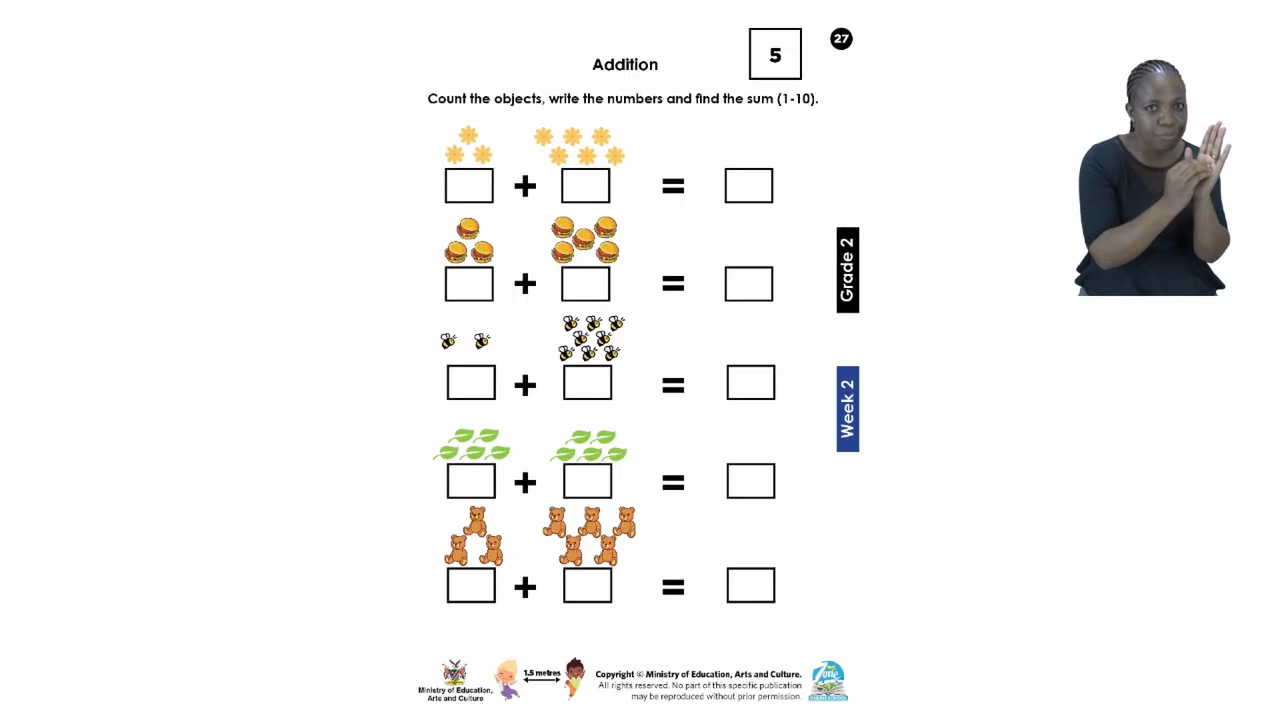 27
5
Addition
Count the objects, write the numbers and find the sum (1-10).
+ =
+ =
Grade 2
+ =
Week 2
+ =
+ =
1.5 metres
Ministry of Education,
Arts and Culture
Copyright © Ministry of Education, Arts and Culture.
All rights reserved. No part of this specific publication
may be reproduced without prior permission.
Zone